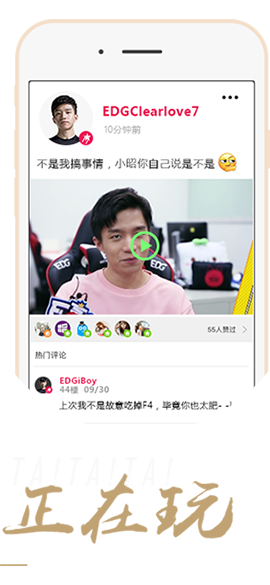 EDGClearlove7
10分钟前
不是我搞事情，小昭你自己说是不是
EDG
55人赞过
热门评论
EDGiBoy
44楼 09/30
上次我不是故意吃掉F4，毕竟你也太肥- -!
TAITAITAI
正在玩